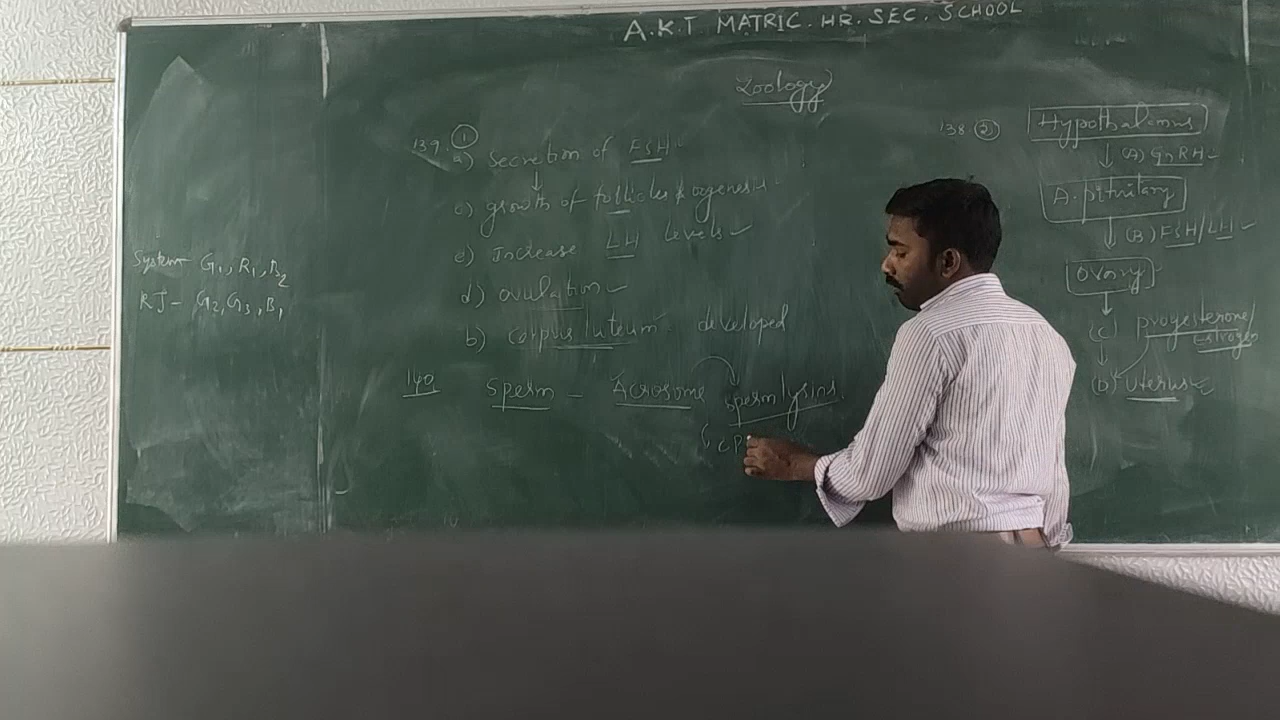 A.K.T MATRIC. HR. SEC. SCHOOL
Zoology
139. ①
a) Secretion of FSH
↓
c) growth of follicles & oogenesis
e) Increase LH levels
d) ovulation
b) corpus luteum developed
140. Sperm – Acrosome spermlysins.
( CP
138. ②
Hypothalamus
↓ (A) GnRH
A. pituitary
↓ (B) FSH/LH
Ovary
↓
(C) progesterone/
Estrogen
↓
(D) Uterus
System – G1, R1, B2
RJ – G2, G3, B1